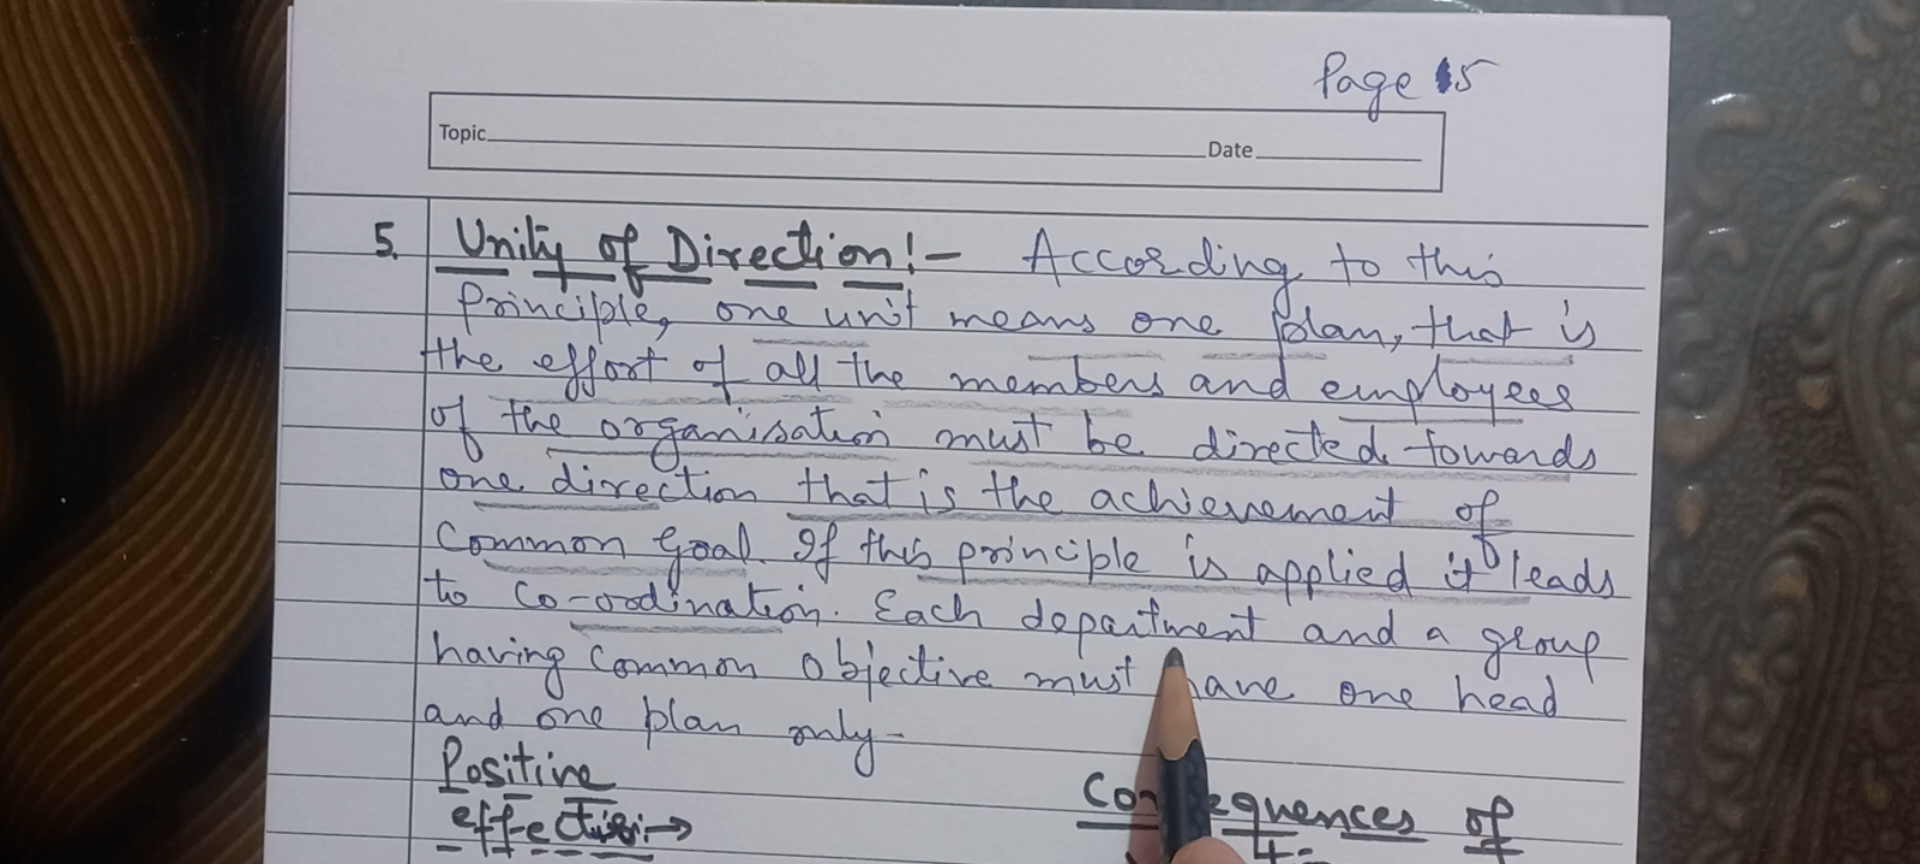 Page 15
Topic Date
5. Unity of Direction:- According to this
Principle, one unit means one plan, that is
the effort of all the members and employees
of the organisation must be directed towards
one direction that is the achievement of
Common Goal. If this principle is applied it leads
to Co-ordination. Each department and a group
having Common Objective must have one head
and one plan only-
Positive
effect →
Consequences of